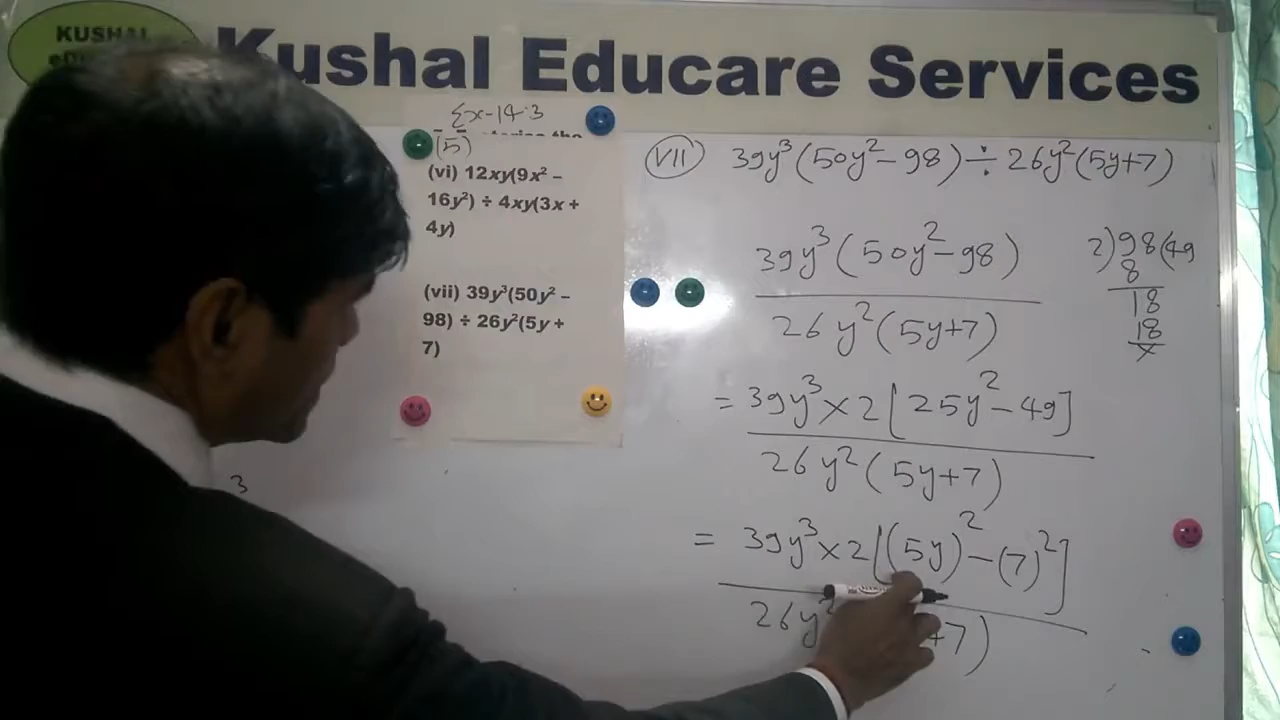 KUSHAL
Kushal Educare Services
Ex-14.3
(5)
(vi) 12xy(9x² –
16y²) ÷ 4xy(3x +
4y)
(vii) 39y³(50y² –
98) ÷ 26y²(5y +
7)
3
(VII) 39y³(50y²-98) ÷ 26y²(5y+7)
39y³(50y²-98)
26y²(5y+7)
2)98(49
8
18
18
x
= 39y³×2[25y²-49]
26y²(5y+7)
= 39y³×2[(5y)²-(7)²]
26y² +7)